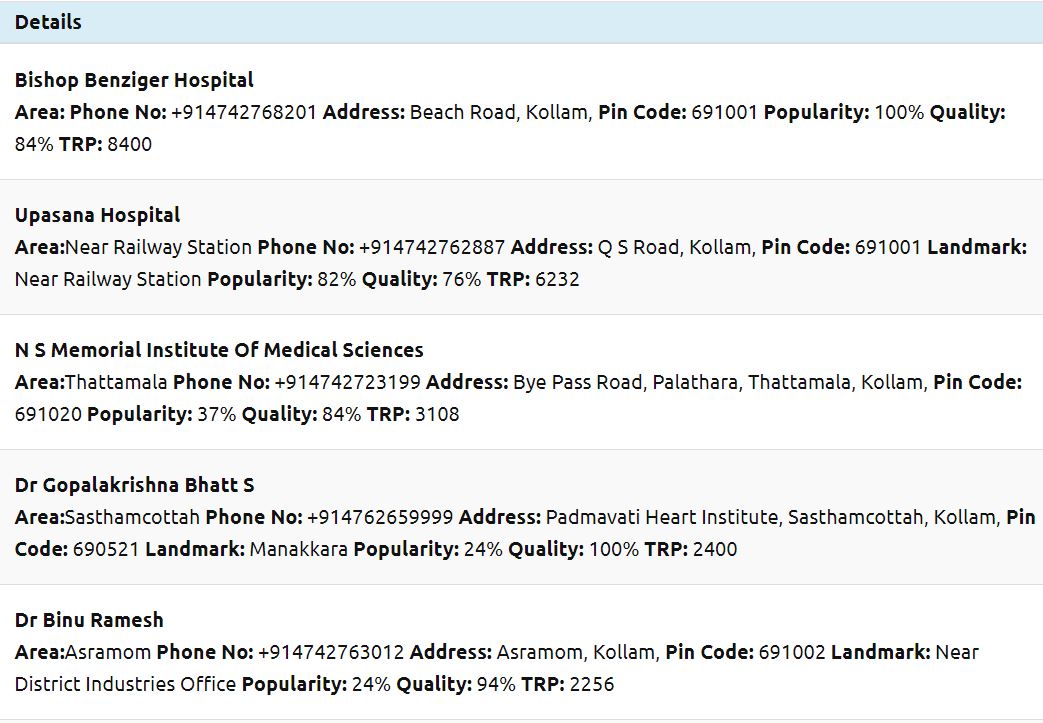 Details
Bishop Benziger Hospital
Area: Phone No: +914742768201 Address: Beach Road, Kollam, Pin Code: 691001 Popularity: 100% Quality:
84% TRP: 8400
Upasana Hospital
Area:Near Railway Station Phone No: +914742762887 Address: Q S Road, Kollam, Pin Code: 691001 Landmark:
Near Railway Station Popularity: 82% Quality: 76% TRP: 6232
N S Memorial Institute Of Medical Sciences
Area:Thattamala Phone No: +914742723199 Address: Bye Pass Road, Palathara, Thattamala, Kollam, Pin Code:
691020 Popularity: 37% Quality: 84% TRP: 3108
Dr Gopalakrishna Bhatt S
Area:Sasthamcottah Phone No: +914762659999 Address: Padmavati Heart Institute, Sasthamcottah, Kollam, Pin
Code: 690521 Landmark: Manakkara Popularity: 24% Quality: 100% TRP: 2400
Dr Binu Ramesh
Area:Asramom Phone No: +914742763012 Address: Asramom, Kollam, Pin Code: 691002 Landmark: Near
District Industries Office Popularity: 24% Quality: 94% TRP: 2256